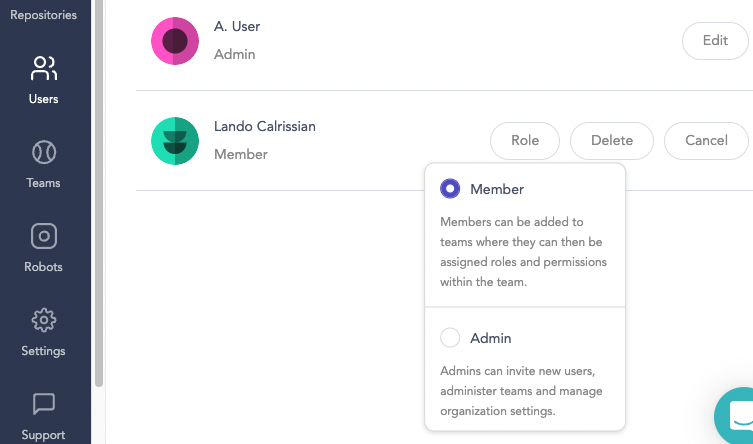 Repositories
Users
Teams
Robots
Settings
Support
A. User
Admin
Edit
Lando Calrissian
Member
Role
Delete
Cancel
Member
Members can be added to
teams where they can then be
assigned roles and permissions
within the team.
Admin
Admins can invite new users,
administer teams and manage
organization settings.